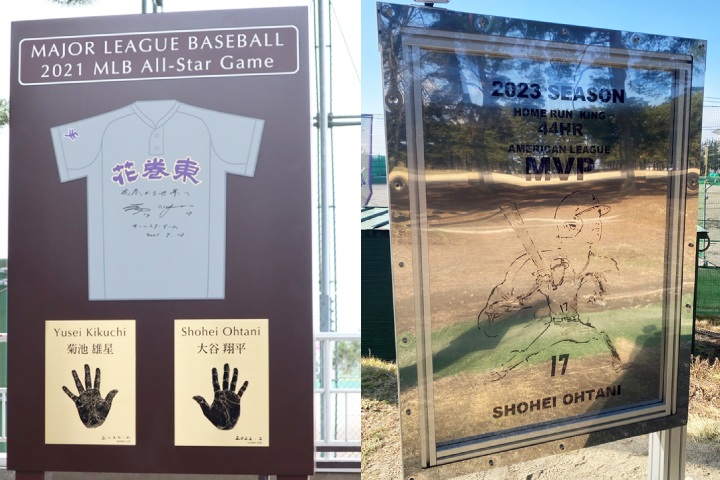 MAJOR LEAGUE BASEBALL
2021 MLB All-Star Game
花巻東
Yusei Kikuchi
菊池 雄星
Shohei Ohtani
大谷 翔平
2023 SEASON
HOME RUN KING
44HR
AMERICAN LEAGUE
MVP
17
17
SHOHEI OHTANI